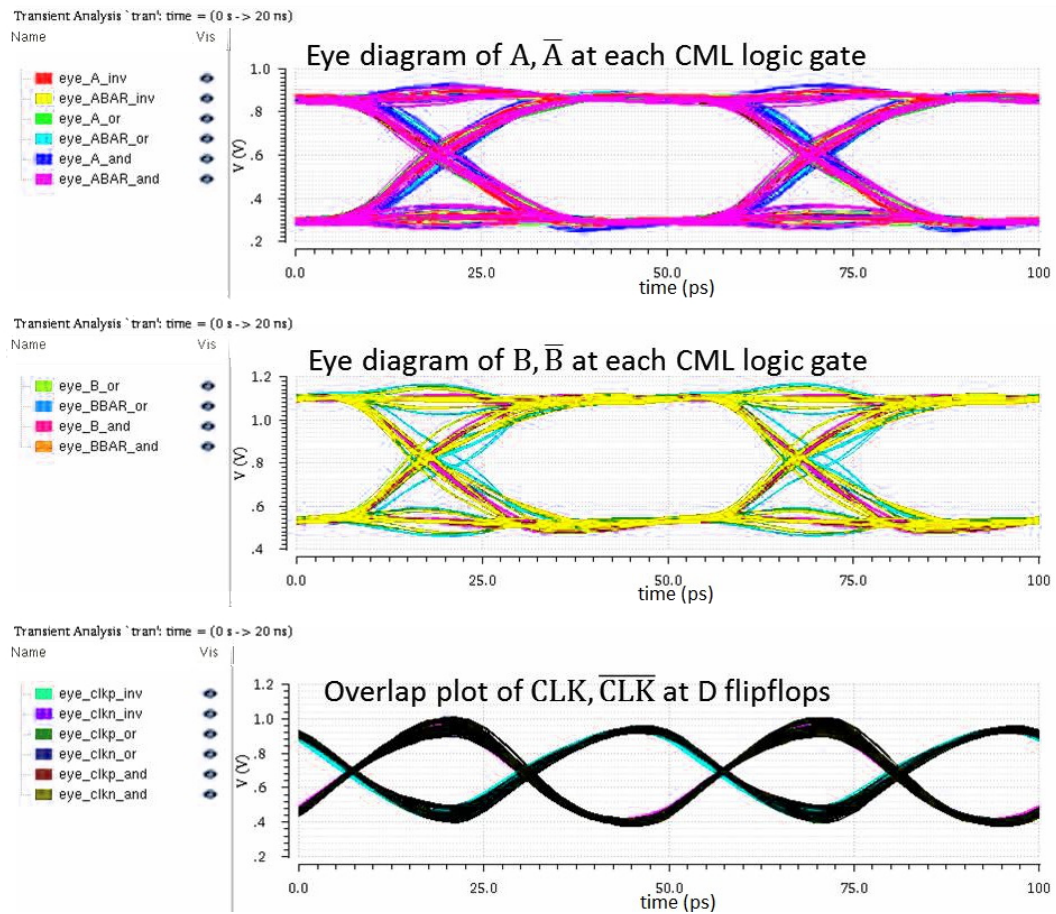 Transient Analysis `tran': time = (0 s -> 20 ns)
Name Vis
eye_A_inv
eye_ABAR_inv
eye_A_or
eye_ABAR_or
eye_A_and
eye_ABAR_and
Eye diagram of A, A̅ at each CML logic gate
V (V)
1.0
.8
.6
.4
.2
0.0 25.0 50.0 75.0 100
time (ps)
Transient Analysis `tran': time = (0 s -> 20 ns)
Name Vis
eye_B_or
eye_BBAR_or
eye_B_and
eye_BBAR_and
Eye diagram of B, B̅ at each CML logic gate
V (V)
1.2
1.0
.8
.6
.4
0.0 25.0 50.0 75.0 100
time (ps)
Transient Analysis `tran': time = (0 s -> 20 ns)
Name Vis
eye_clkp_inv
eye_clkn_inv
eye_clkp_or
eye_clkn_or
eye_clkp_and
eye_clkn_and
Overlap plot of CLK, C̅L̅K̅ at D flipflops
V (V)
1.2
1.0
.8
.6
.4
.2
0.0 25.0 50.0 75.0 100
time (ps)